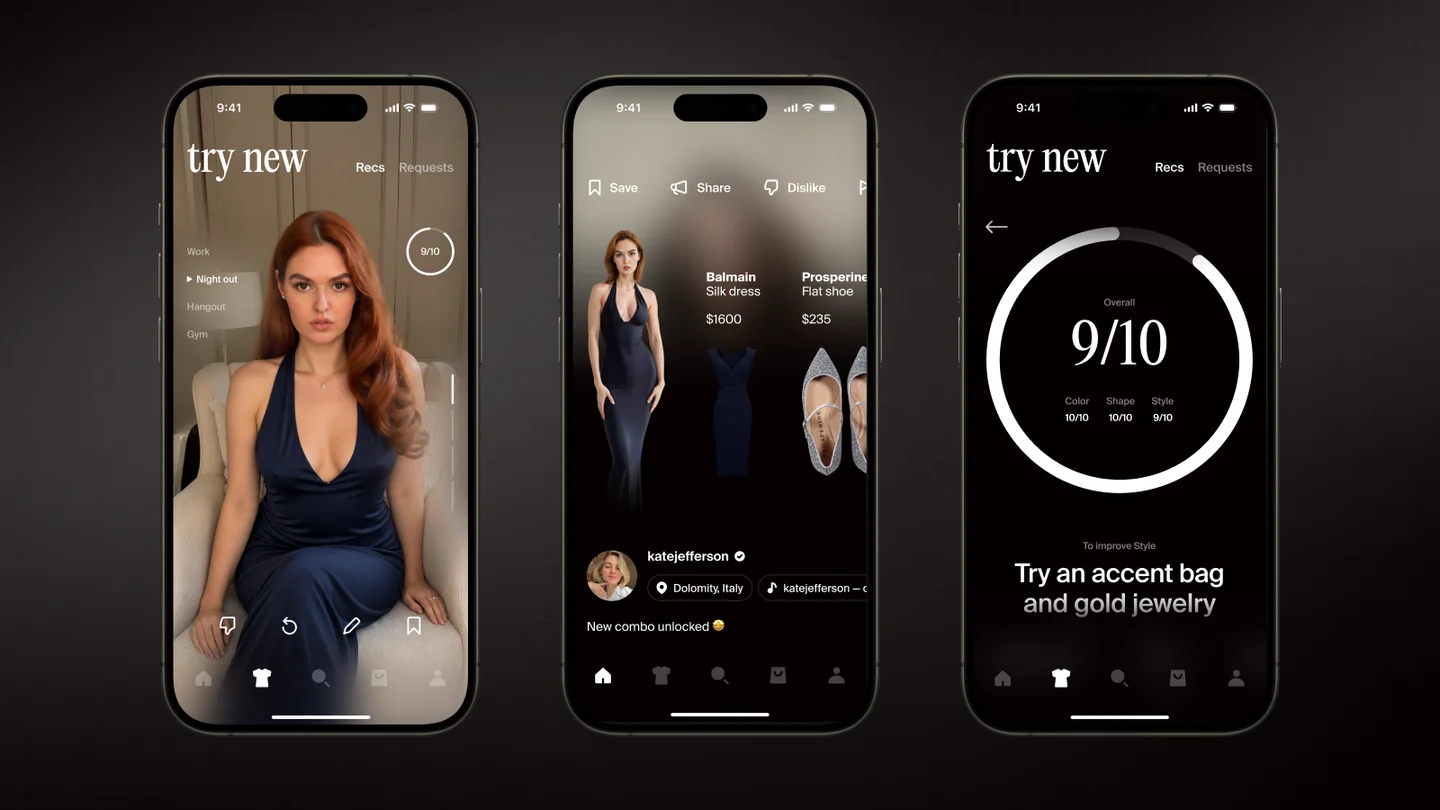 9:41
try new
Recs
Requests
Work
Night out
Hangout
Gym
9/10
9:41
Save
Share
Dislike
Balmain
Silk dress
$1600
Prosperine
Flat shoe
$235
katejefferson
Dolomity, Italy
katejefferson –
New combo unlocked 🤩
9:41
try new
Recs
Requests
Overall
9/10
Color
Shape
Style
10/10
10/10
9/10
To improve Style
Try an accent bag
and gold jewelry